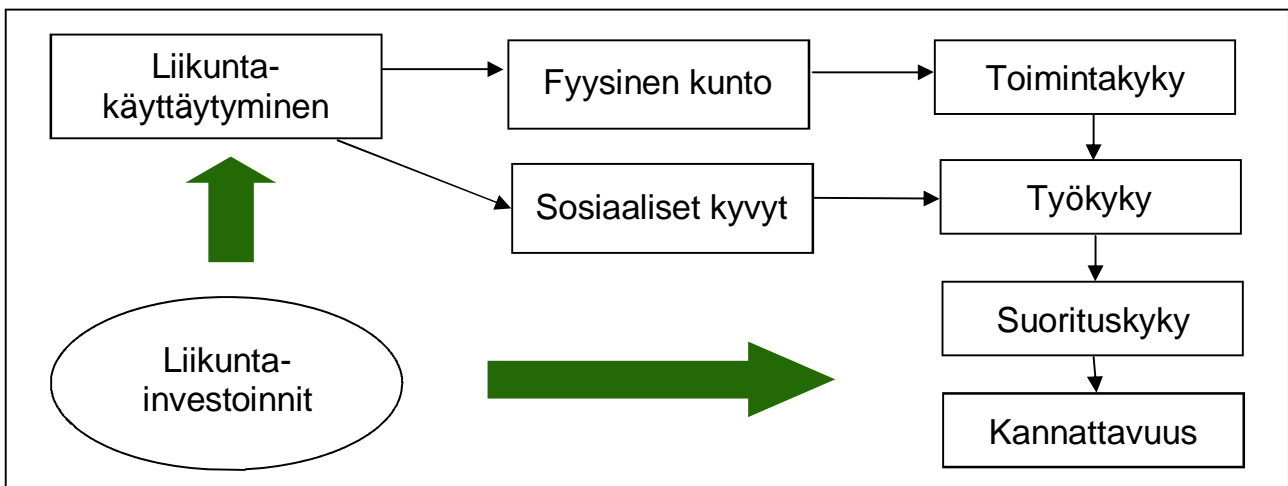 Liikunta-
käyttäytyminen
Fyysinen kunto
Toimintakyky
Sosiaaliset kyvyt
Työkyky
Suorituskyky
Liikunta-
investoinnit
Kannattavuus